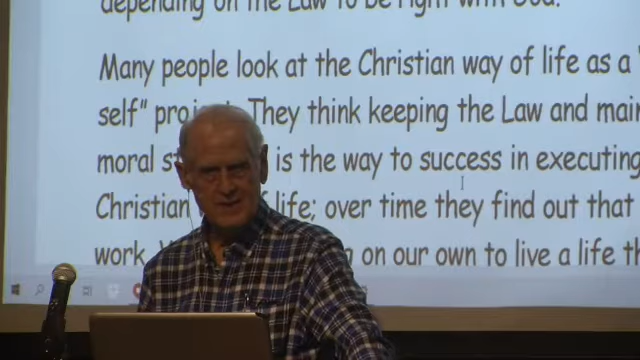 depending on the Law to be right with God.
Many people look at the Christian way of life as a "
self" project. They think keeping the Law and main
moral st is the way to success in executing
Christian of life; over time they find out that
work. on our own to live a life th